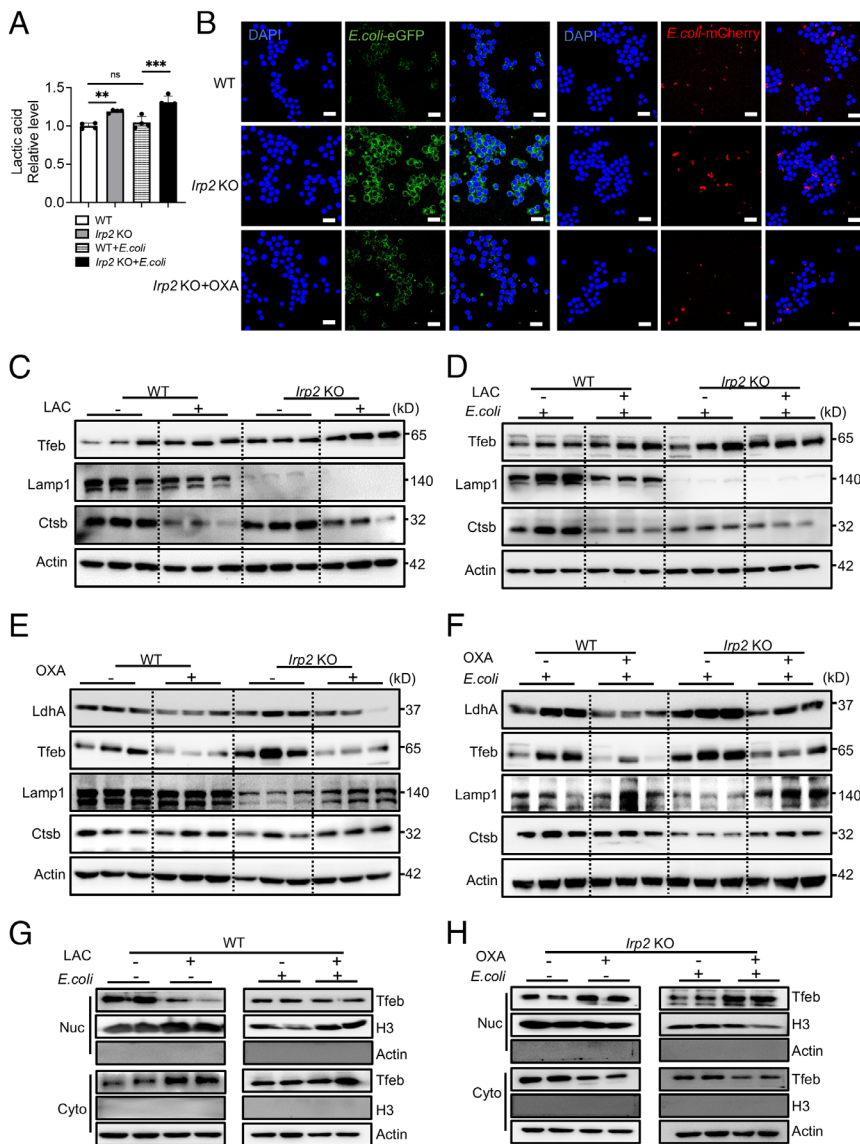 A
Lactic acid
Relative level
1.5
1.0
0.5
0.0
ns
**
***
WT
Irp2 KO
WT+E.coli
Irp2 KO+E.coli
B
DAPI
E.coli-eGFP
DAPI
E.coli-mCherry
WT
Irp2 KO
Irp2 KO+OXA
C
WT
Irp2 KO
LAC - + - + (kD)
Tfeb 65
Lamp1 140
Ctsb 32
Actin 42
D
WT
Irp2 KO
LAC - + - +
E.coli + + + + (kD)
Tfeb 65
Lamp1 140
Ctsb 32
Actin 42
E
WT
Irp2 KO
OXA - + - + (kD)
LdhA 37
Tfeb 65
Lamp1 140
Ctsb 32
Actin 42
F
WT
Irp2 KO
OXA - + - +
E.coli + + + + (kD)
LdhA 37
Tfeb 65
Lamp1 140
Ctsb 32
Actin 42
G
WT
LAC - + - +
E.coli - - + +
Nuc
Tfeb
H3
Actin
Cyto
Tfeb
H3
Actin
H
Irp2 KO
OXA - + - +
E.coli - - + +
Nuc
Tfeb
H3
Actin
Cyto
Tfeb
H3
Actin